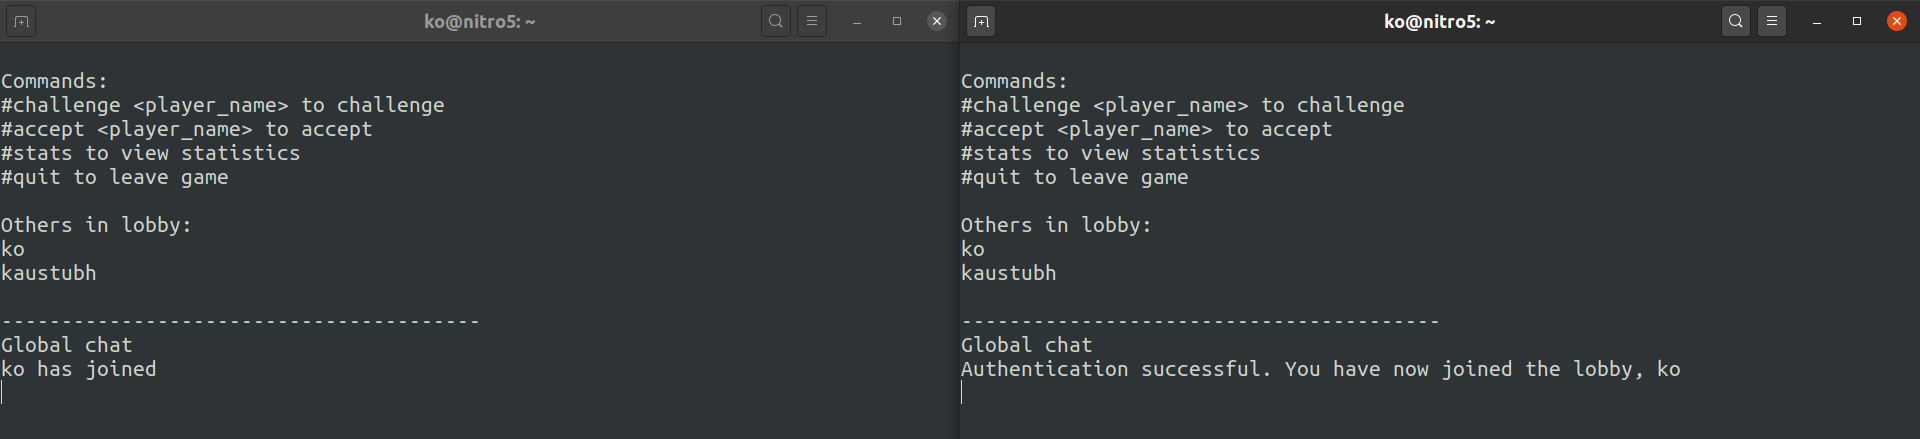 ko@nitro5: ~
Commands:
#challenge <player_name> to challenge
#accept <player_name> to accept
#stats to view statistics
#quit to leave game
Others in lobby:
ko
kaustubh
----------------------------------------
Global chat
ko has joined
ko@nitro5: ~
Commands:
#challenge <player_name> to challenge
#accept <player_name> to accept
#stats to view statistics
#quit to leave game
Others in lobby:
ko
kaustubh
----------------------------------------
Global chat
Authentication successful. You have now joined the lobby, ko